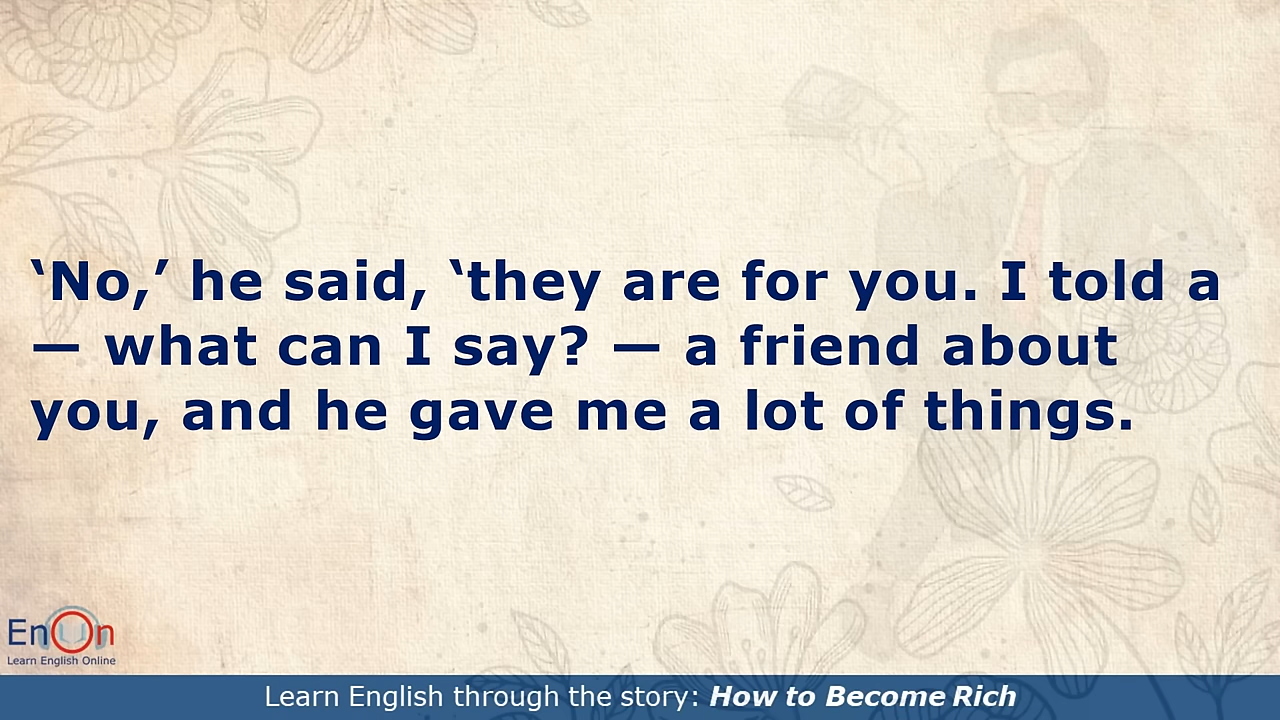 ‘No,’ he said, ‘they are for you. I told a
— what can I say? — a friend about
you, and he gave me a lot of things.
EnOn
Learn English Online
Learn English through the story: How to Become Rich